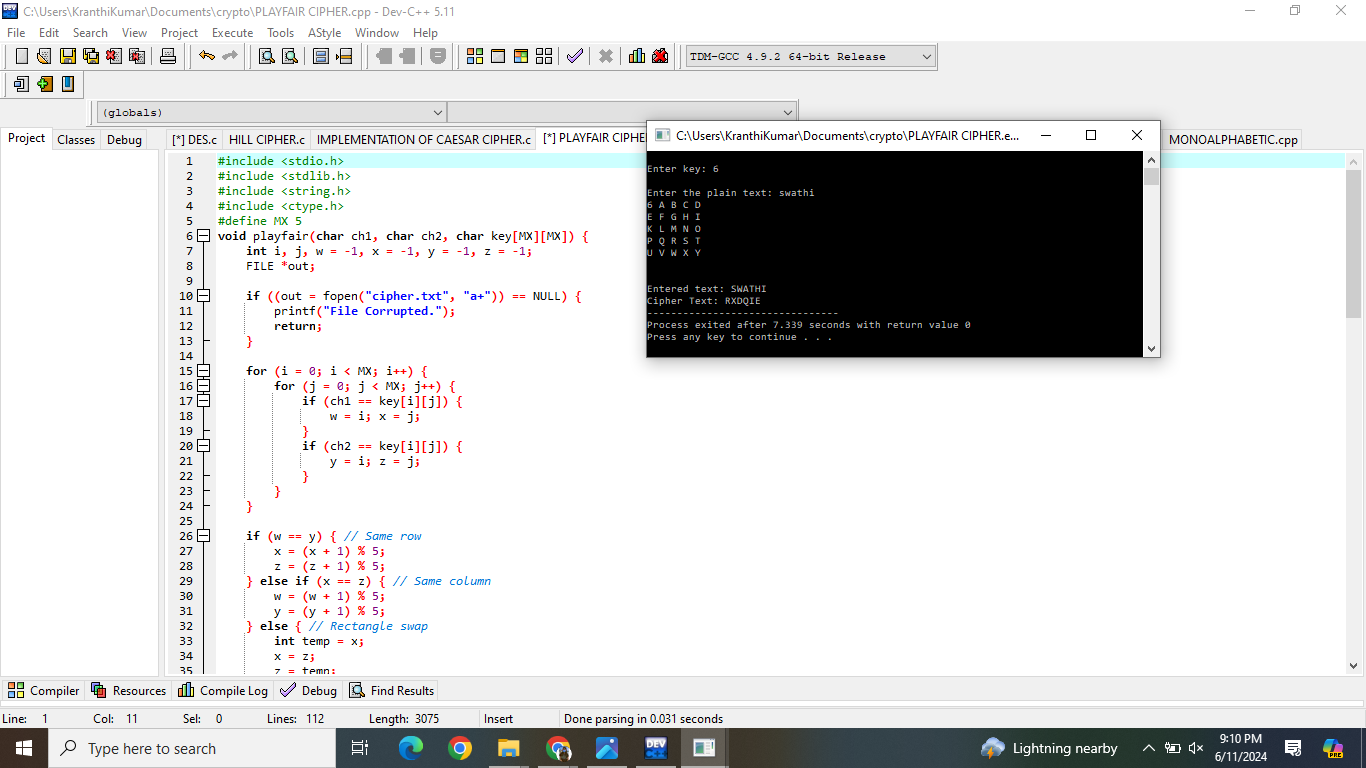 C:\Users\KranthiKumar\Documents\crypto\PLAYFAIR CIPHER.cpp - Dev-C++ 5.11
File Edit Search View Project Execute Tools AStyle Window Help
TDM-GCC 4.9.2 64-bit Release
(globals)
Project Classes Debug
[*] DES.c HILL CIPHER.c IMPLEMENTATION OF CAESAR CIPHER.c [*] PLAYFAIR CIPHE MONOALPHABETIC.cpp
1 #include <stdio.h>
2 #include <stdlib.h>
3 #include <string.h>
4 #include <ctype.h>
5 #define MX 5
6 void playfair(char ch1, char ch2, char key[MX][MX]) {
7 int i, j, w = -1, x = -1, y = -1, z = -1;
8 FILE *out;
9
10 if ((out = fopen("cipher.txt", "a+")) == NULL) {
11 printf("File Corrupted.");
12 return;
13 }
14
15 for (i = 0; i < MX; i++) {
16 for (j = 0; j < MX; j++) {
17 if (ch1 == key[i][j]) {
18 w = i; x = j;
19 }
20 if (ch2 == key[i][j]) {
21 y = i; z = j;
22 }
23 }
24 }
25
26 if (w == y) { // Same row
27 x = (x + 1) % 5;
28 z = (z + 1) % 5;
29 } else if (x == z) { // Same column
30 w = (w + 1) % 5;
31 y = (y + 1) % 5;
32 } else { // Rectangle swap
33 int temp = x;
34 x = z;
35 z = temp;
C:\Users\KranthiKumar\Documents\crypto\PLAYFAIR CIPHER.e...
Enter key: 6
Enter the plain text: swathi
6 A B C D
E F G H I
K L M N O
P Q R S T
U V W X Y
Entered text: SWATHI
Cipher Text: RXDQIE
--------------------------------
Process exited after 7.339 seconds with return value 0
Press any key to continue . . .
Compiler Resources Compile Log Debug Find Results
Line: 1 Col: 11 Sel: 0 Lines: 112 Length: 3075 Insert Done parsing in 0.031 seconds
Type here to search
DEV
Lightning nearby
9:10 PM
6/11/2024
PRE